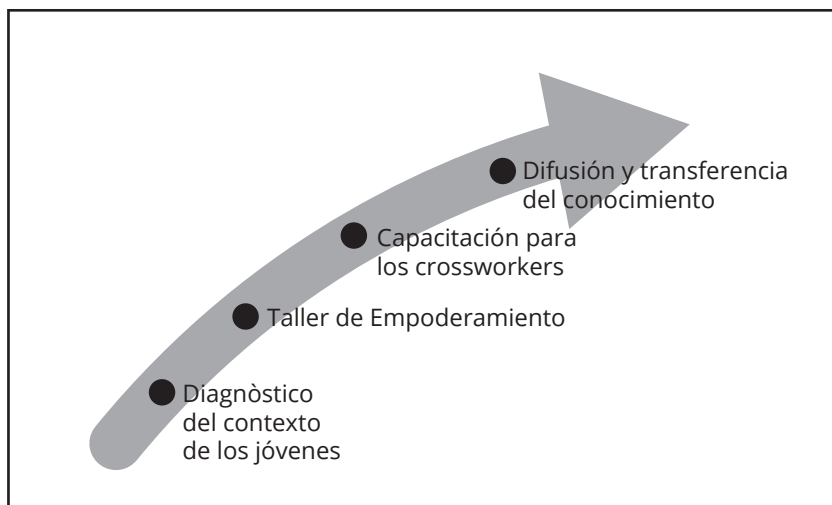 Difusión y transferencia
del conocimiento
Capacitación para
los crossworkers
Taller de Empoderamiento
Diagnòstico
del contexto
de los jóvenes